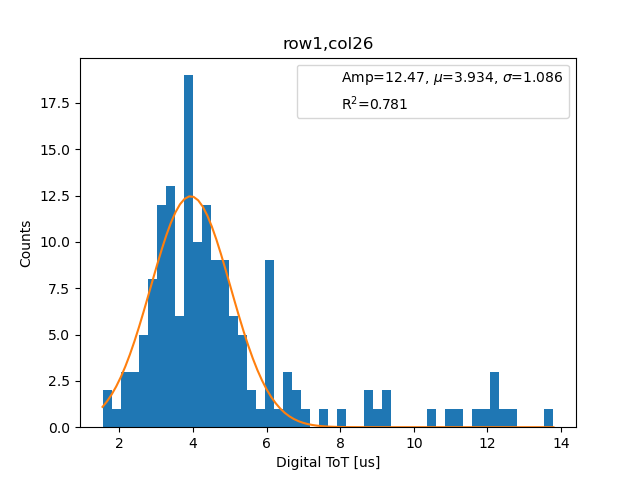 row1,col26
Amp=12.47, μ=3.934, σ=1.086
R²=0.781
17.5
15.0
12.5
10.0
7.5
5.0
2.5
0.0
Counts
2 4 6 8 10 12 14
Digital ToT [us]